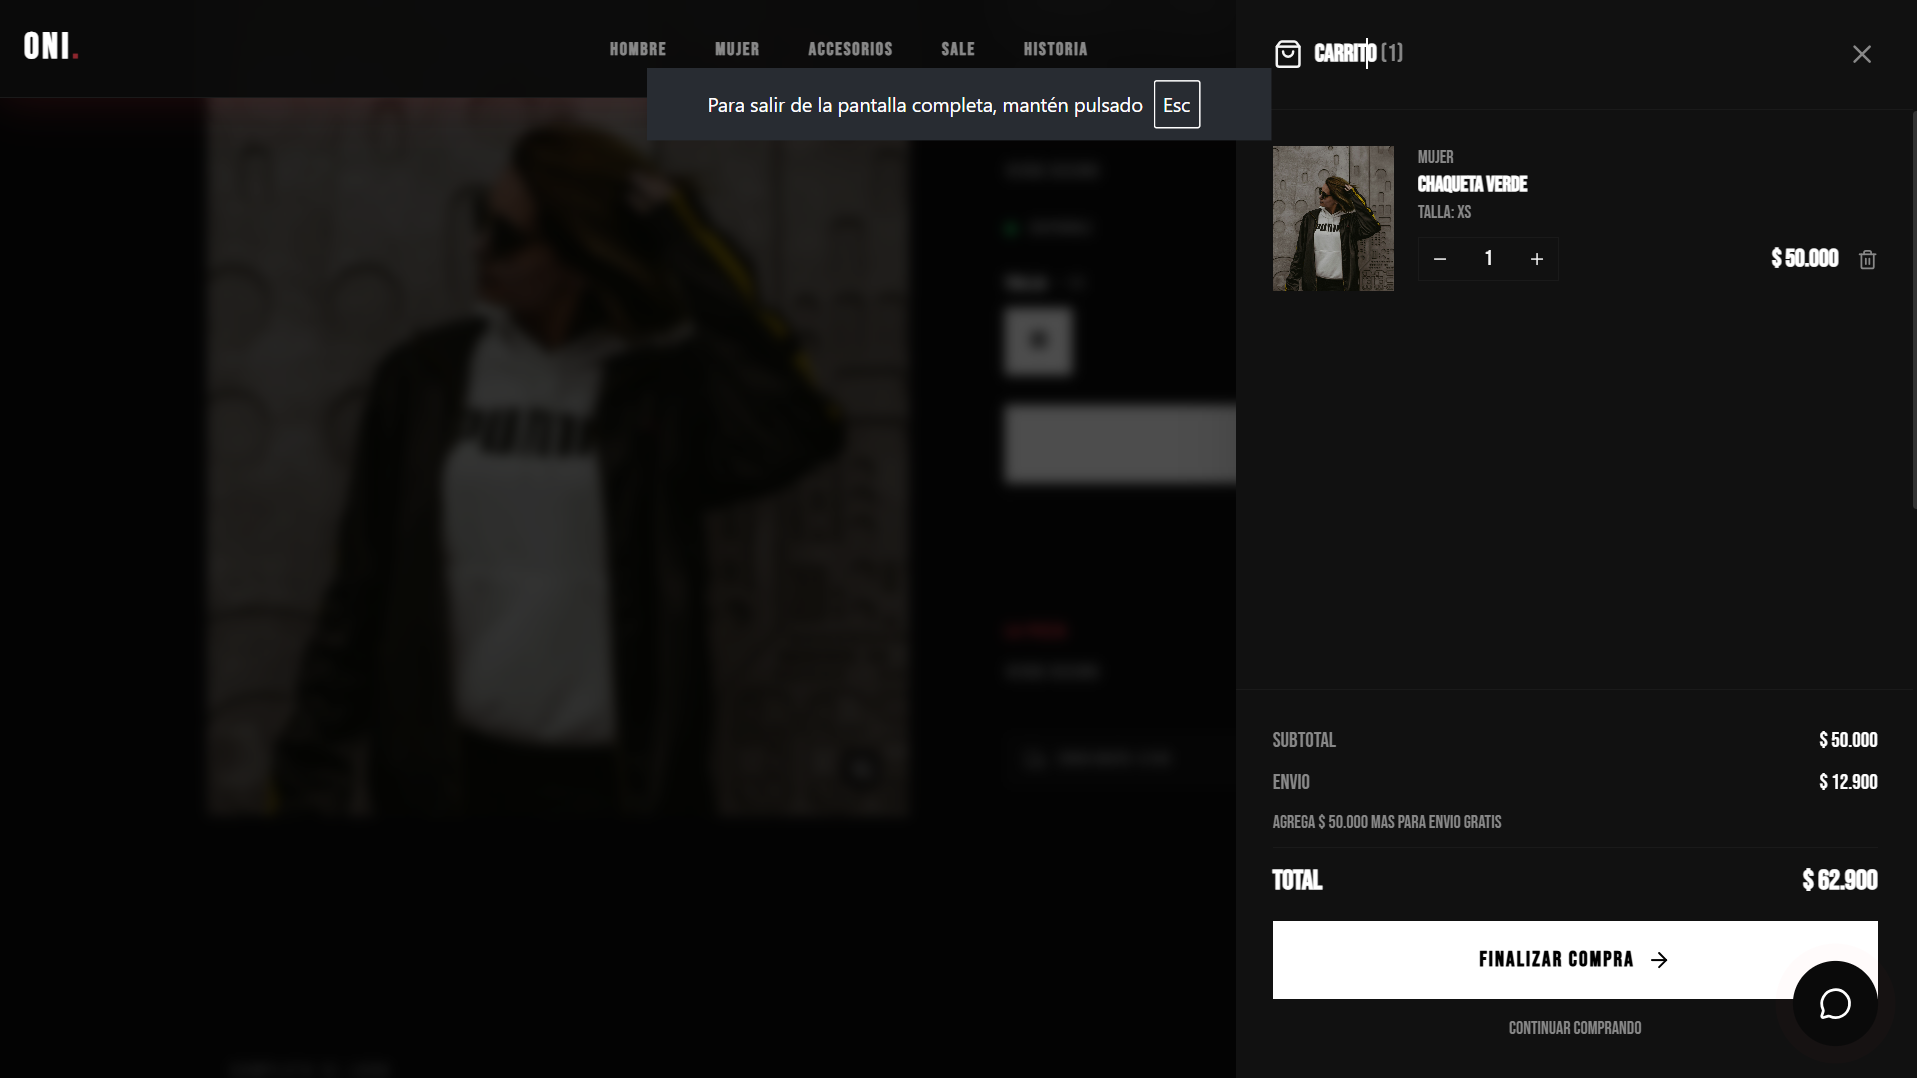 ONI.
HOMBRE
MUJER
ACCESORIOS
SALE
HISTORIA
Para salir de la pantalla completa, mantén pulsado Esc
CARRITO (1)
MUJER
CHAQUETA VERDE
TALLA: XS
1
$ 50.000
SUBTOTAL
$ 50.000
ENVIO
$ 12.900
AGREGA $ 50.000 MAS PARA ENVIO GRATIS
TOTAL
$ 62.900
FINALIZAR COMPRA
CONTINUAR COMPRANDO